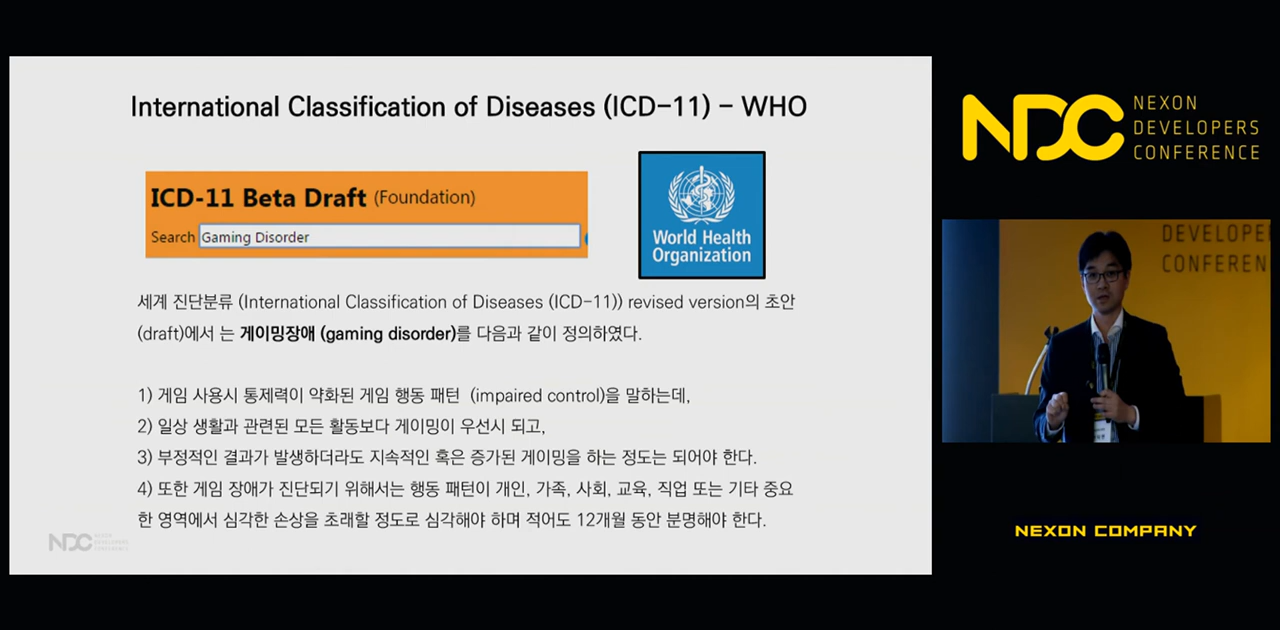 International Classification of Diseases (ICD-11) - WHO
ICD-11 Beta Draft (Foundation)
Search Gaming Disorder
World Health
Organization
세계 진단분류 (International Classification of Diseases (ICD-11)) revised version의 초안
(draft)에서 는 게이밍장애 (gaming disorder)를 다음과 같이 정의하였다.
1) 게임 사용시 통제력이 약화된 게임 행동 패턴 (impaired control)을 말하는데,
2) 일상 생활과 관련된 모든 활동보다 게이밍이 우선시 되고,
3) 부정적인 결과가 발생하더라도 지속적인 혹은 증가된 게이밍을 하는 정도는 되어야 한다.
4) 또한 게임 장애가 진단되기 위해서는 행동 패턴이 개인, 가족, 사회, 교육, 직업 또는 기타 중요
한 영역에서 심각한 손상을 초래할 정도로 심각해야 하며 적어도 12개월 동안 분명해야 한다.
NDC NEXON
DEVELOPERS
CONFERENCE
NDC NEXON
DEVELOPERS
CONFERENCE
DEVELOPE
CONFEREN
NEXON COMPANY